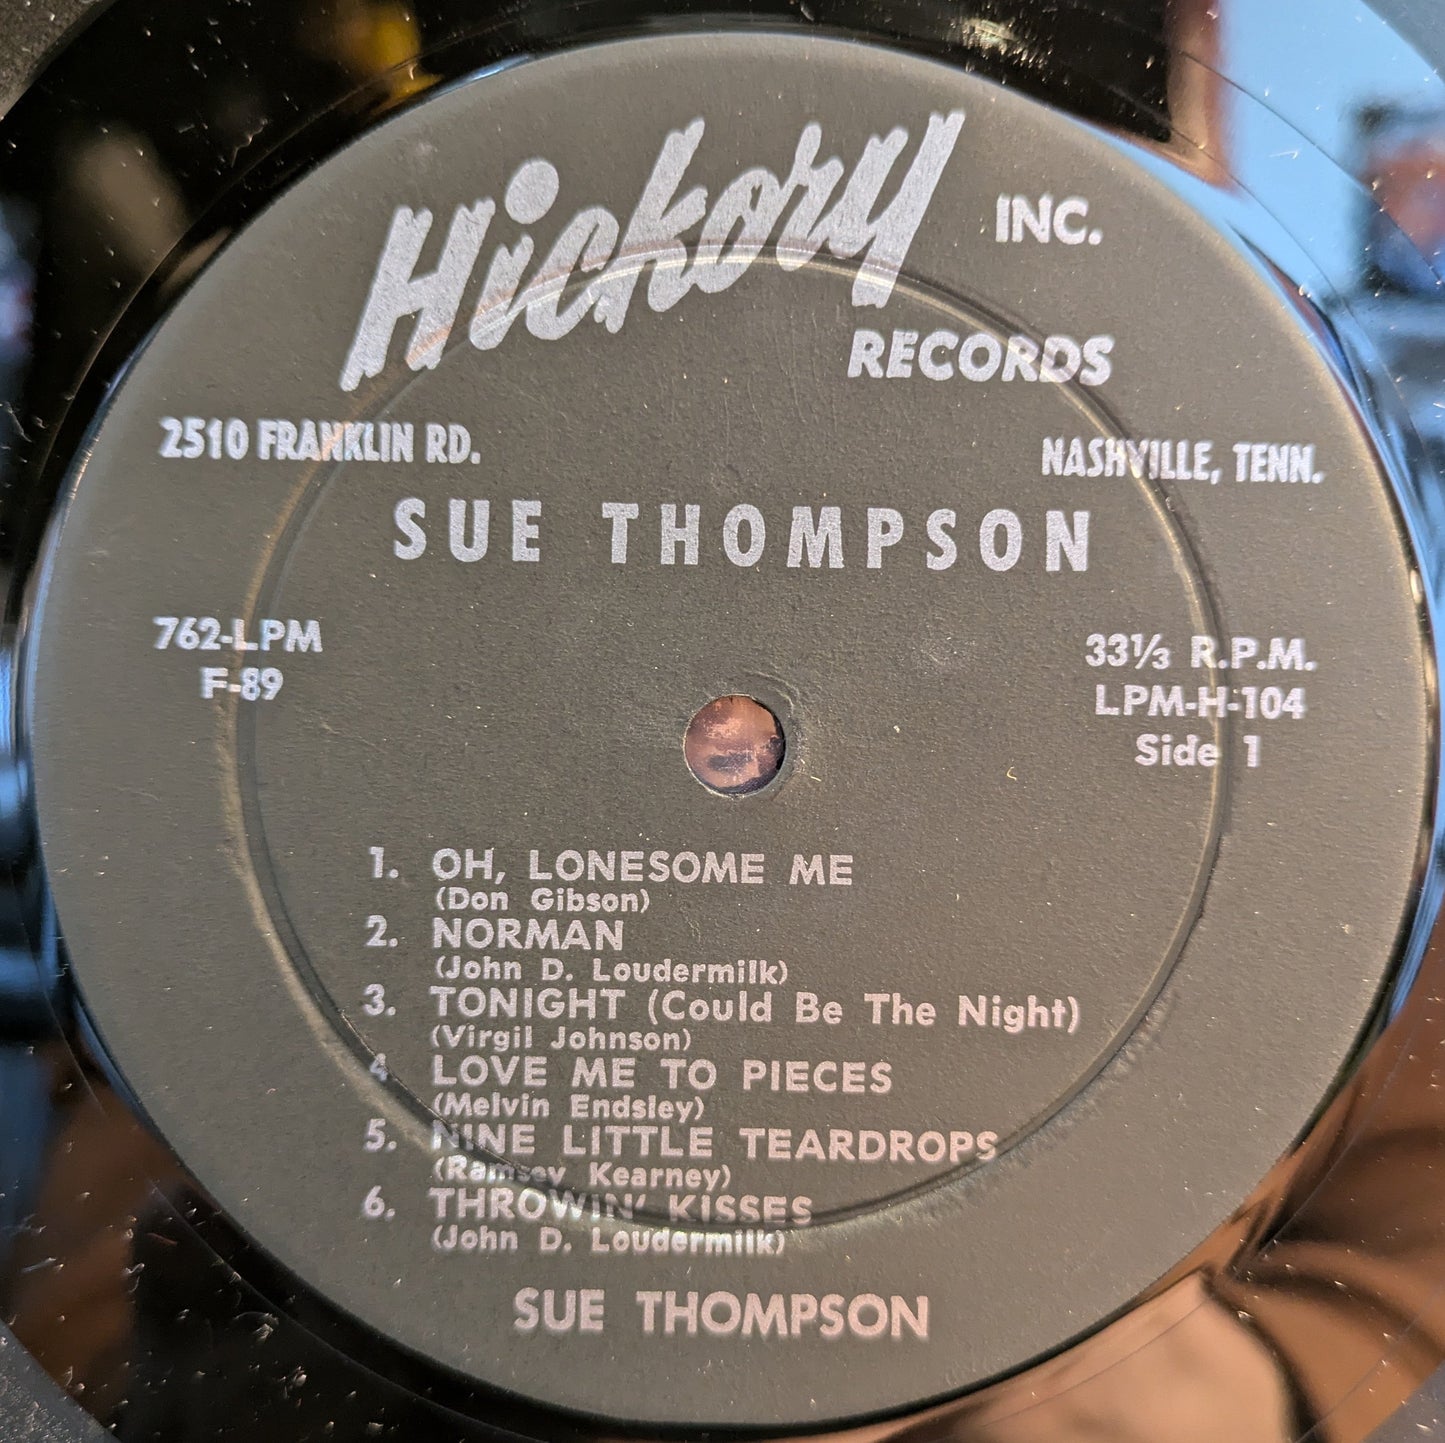 Hickory INC.
RECORDS
2510 FRANKLIN RD. NASHVILLE, TENN.
SUE THOMPSON
762-LPM
F-89
33⅓ R.P.M.
LPM-H-104
Side 1
1. OH, LONESOME ME
(Don Gibson)
2. NORMAN
(John D. Loudermilk)
3. TONIGHT (Could Be The Night)
(Virgil Johnson)
4 LOVE ME TO PIECES
(Melvin Endsley)
5. NINE LITTLE TEARDROPS
(Ramsey Kearney)
6. THROWIN' KISSES
(John D. Loudermilk)
SUE THOMPSON